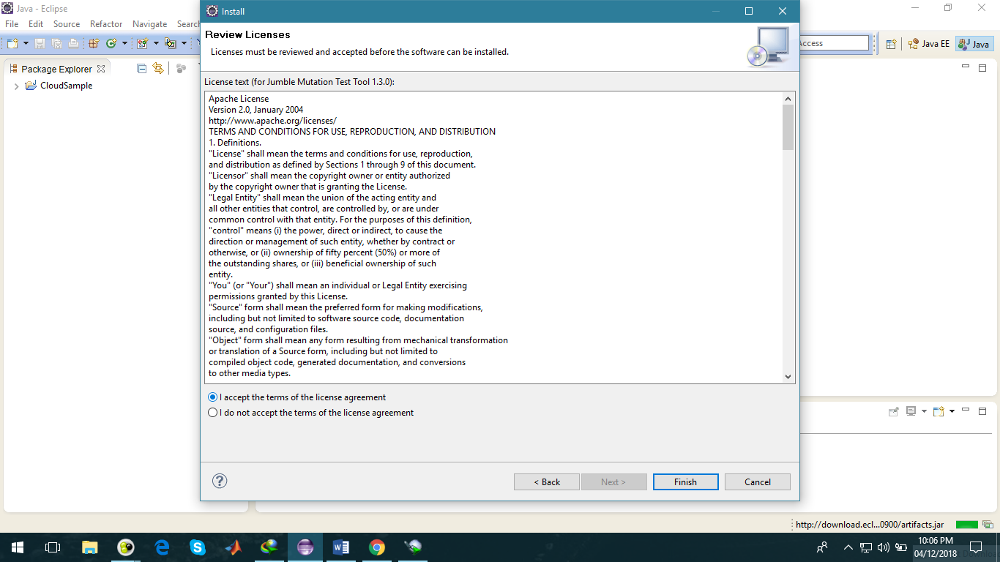 Java - Eclipse
File Edit Source Refactor Navigate Searc
Install
Review Licenses
Licenses must be reviewed and accepted before the software can be installed.
Access
Java EE
Java
Package Explorer
CloudSample
License text (for Jumble Mutation Test Tool 1.3.0):
Apache License
Version 2.0, January 2004
http://www.apache.org/licenses/
TERMS AND CONDITIONS FOR USE, REPRODUCTION, AND DISTRIBUTION
1. Definitions.
"License" shall mean the terms and conditions for use, reproduction,
and distribution as defined by Sections 1 through 9 of this document.
"Licensor" shall mean the copyright owner or entity authorized
by the copyright owner that is granting the License.
"Legal Entity" shall mean the union of the acting entity and
all other entities that control, are controlled by, or are under
common control with that entity. For the purposes of this definition,
"control" means (i) the power, direct or indirect, to cause the
direction or management of such entity, whether by contract or
otherwise, or (ii) ownership of fifty percent (50%) or more of
the outstanding shares, or (iii) beneficial ownership of such
entity.
"You" (or "Your") shall mean an individual or Legal Entity exercising
permissions granted by this License.
"Source" form shall mean the preferred form for making modifications,
including but not limited to software source code, documentation
source, and configuration files.
"Object" form shall mean any form resulting from mechanical transformation
or translation of a Source form, including but not limited to
compiled object code, generated documentation, and conversions
to other media types.
I accept the terms of the license agreement
I do not accept the terms of the license agreement
< Back
Next >
Finish
Cancel
http://download.ecl...0900/artifacts.jar
10:06 PM
04/12/2018